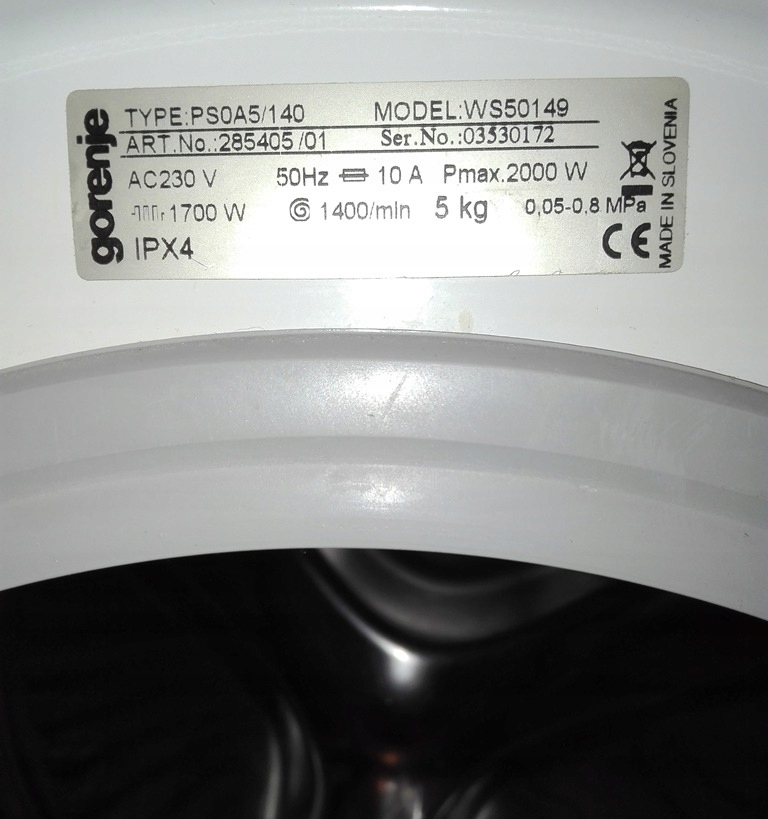 gorenje
TYPE:PS0A5/140 MODEL:WS50149
ART.No.:285405/01 Ser.No.:03530172
AC230 V 50Hz 10 A Pmax.2000 W
1700 W 1400/min 5 kg 0,05-0,8 MPa
IPX4 CE
MADE IN SLOVENIA